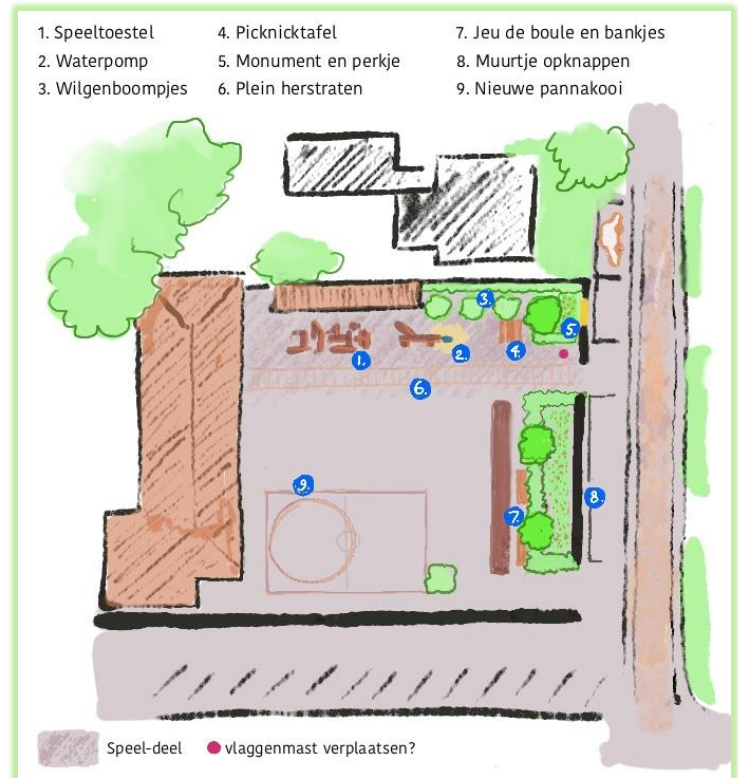 1. Speeltoestel
2. Waterpomp
3. Wilgenboompjes
4. Picknicktafel
5. Monument en perkje
6. Plein herstraten
7. Jeu de boule en bankjes
8. Muurtje opknappen
9. Nieuwe pannakooi
3.
5.
1.
2.
4.
6.
9.
8.
7.
Speel-deel
vlaggenmast verplaatsen?